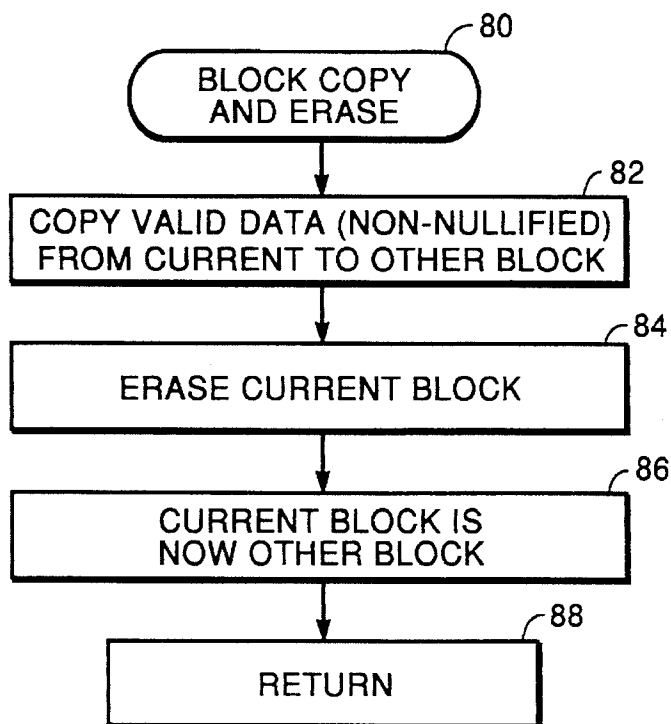 80
BLOCK COPY
AND ERASE
82
COPY VALID DATA (NON-NULLIFIED)
FROM CURRENT TO OTHER BLOCK
84
ERASE CURRENT BLOCK
86
CURRENT BLOCK IS
NOW OTHER BLOCK
88
RETURN